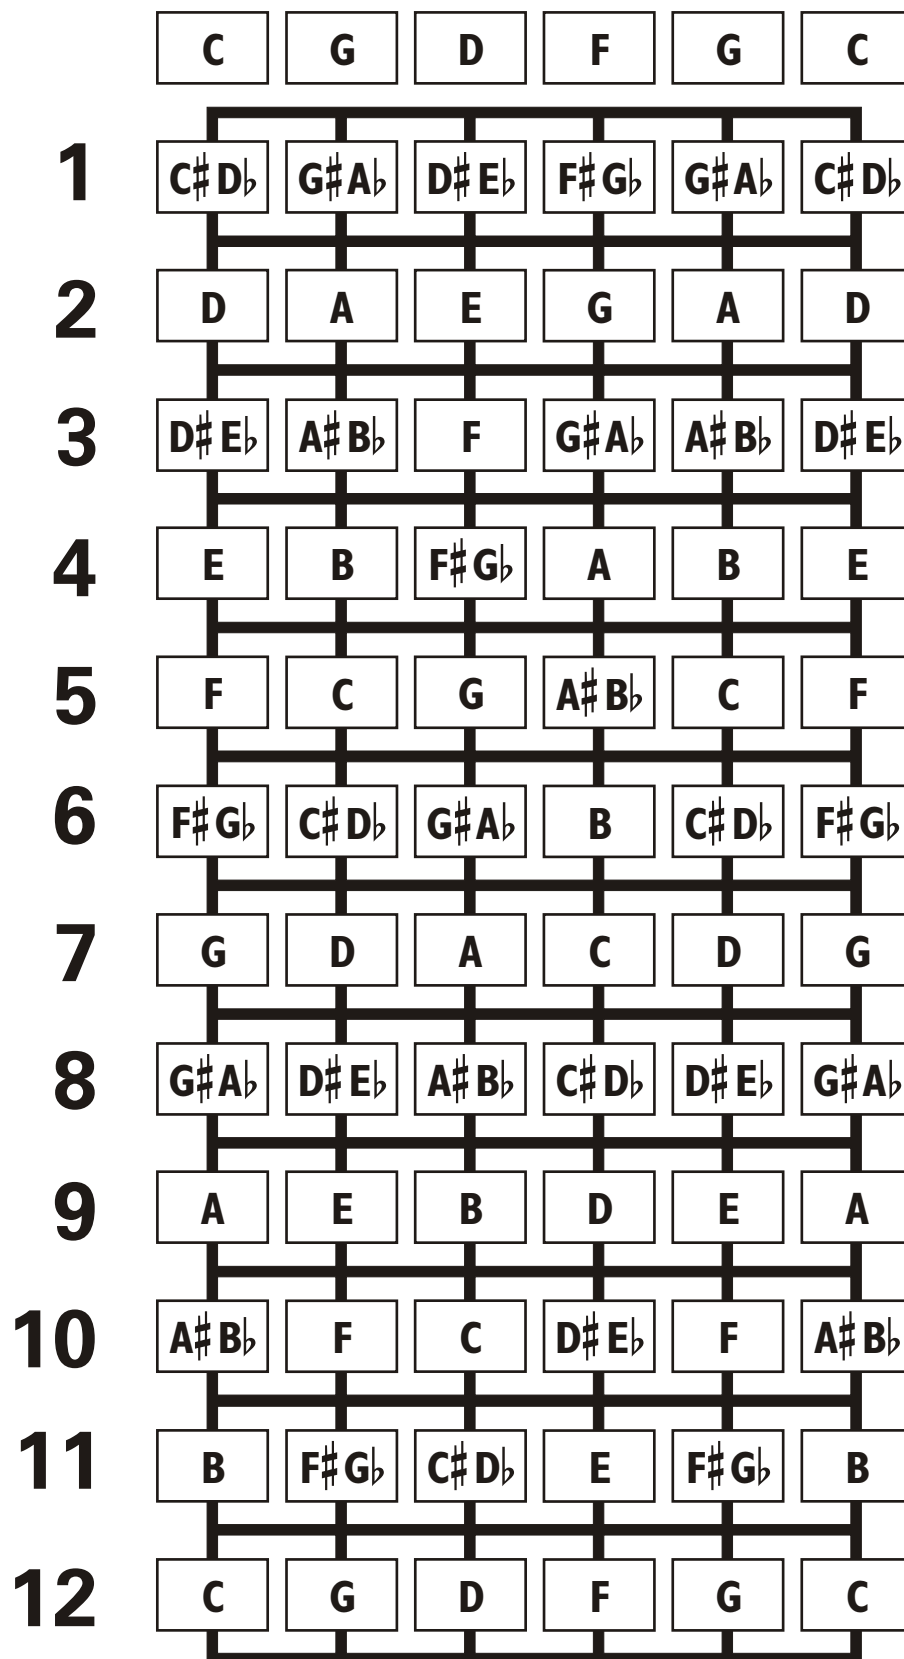 C G D F G C
1 C♯D♭ G♯A♭ D♯E♭ F♯G♭ G♯A♭ C♯D♭
2 D A E G A D
3 D♯E♭ A♯B♭ F G♯A♭ A♯B♭ D♯E♭
4 E B F♯G♭ A B E
5 F C G A♯B♭ C F
6 F♯G♭ C♯D♭ G♯A♭ B C♯D♭ F♯G♭
7 G D A C D G
8 G♯A♭ D♯E♭ A♯B♭ C♯D♭ D♯E♭ G♯A♭
9 A E B D E A
10 A♯B♭ F C D♯E♭ F A♯B♭
11 B F♯G♭ C♯D♭ E F♯G♭ B
12 C G D F G C